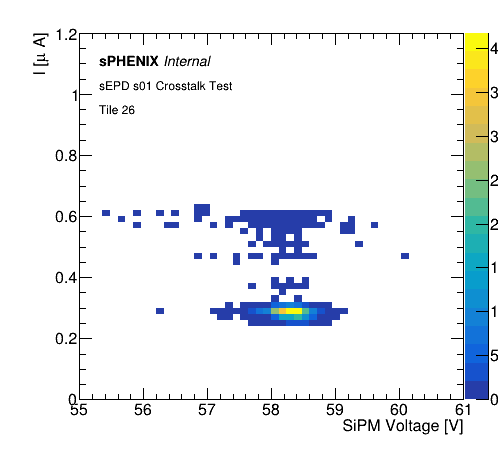 I [μ A]
1.2
1
0.8
0.6
0.4
0.2
0
sPHENIX Internal
sEPD s01 Crosstalk Test
Tile 26
55 56 57 58 59 60 61
SiPM Voltage [V]